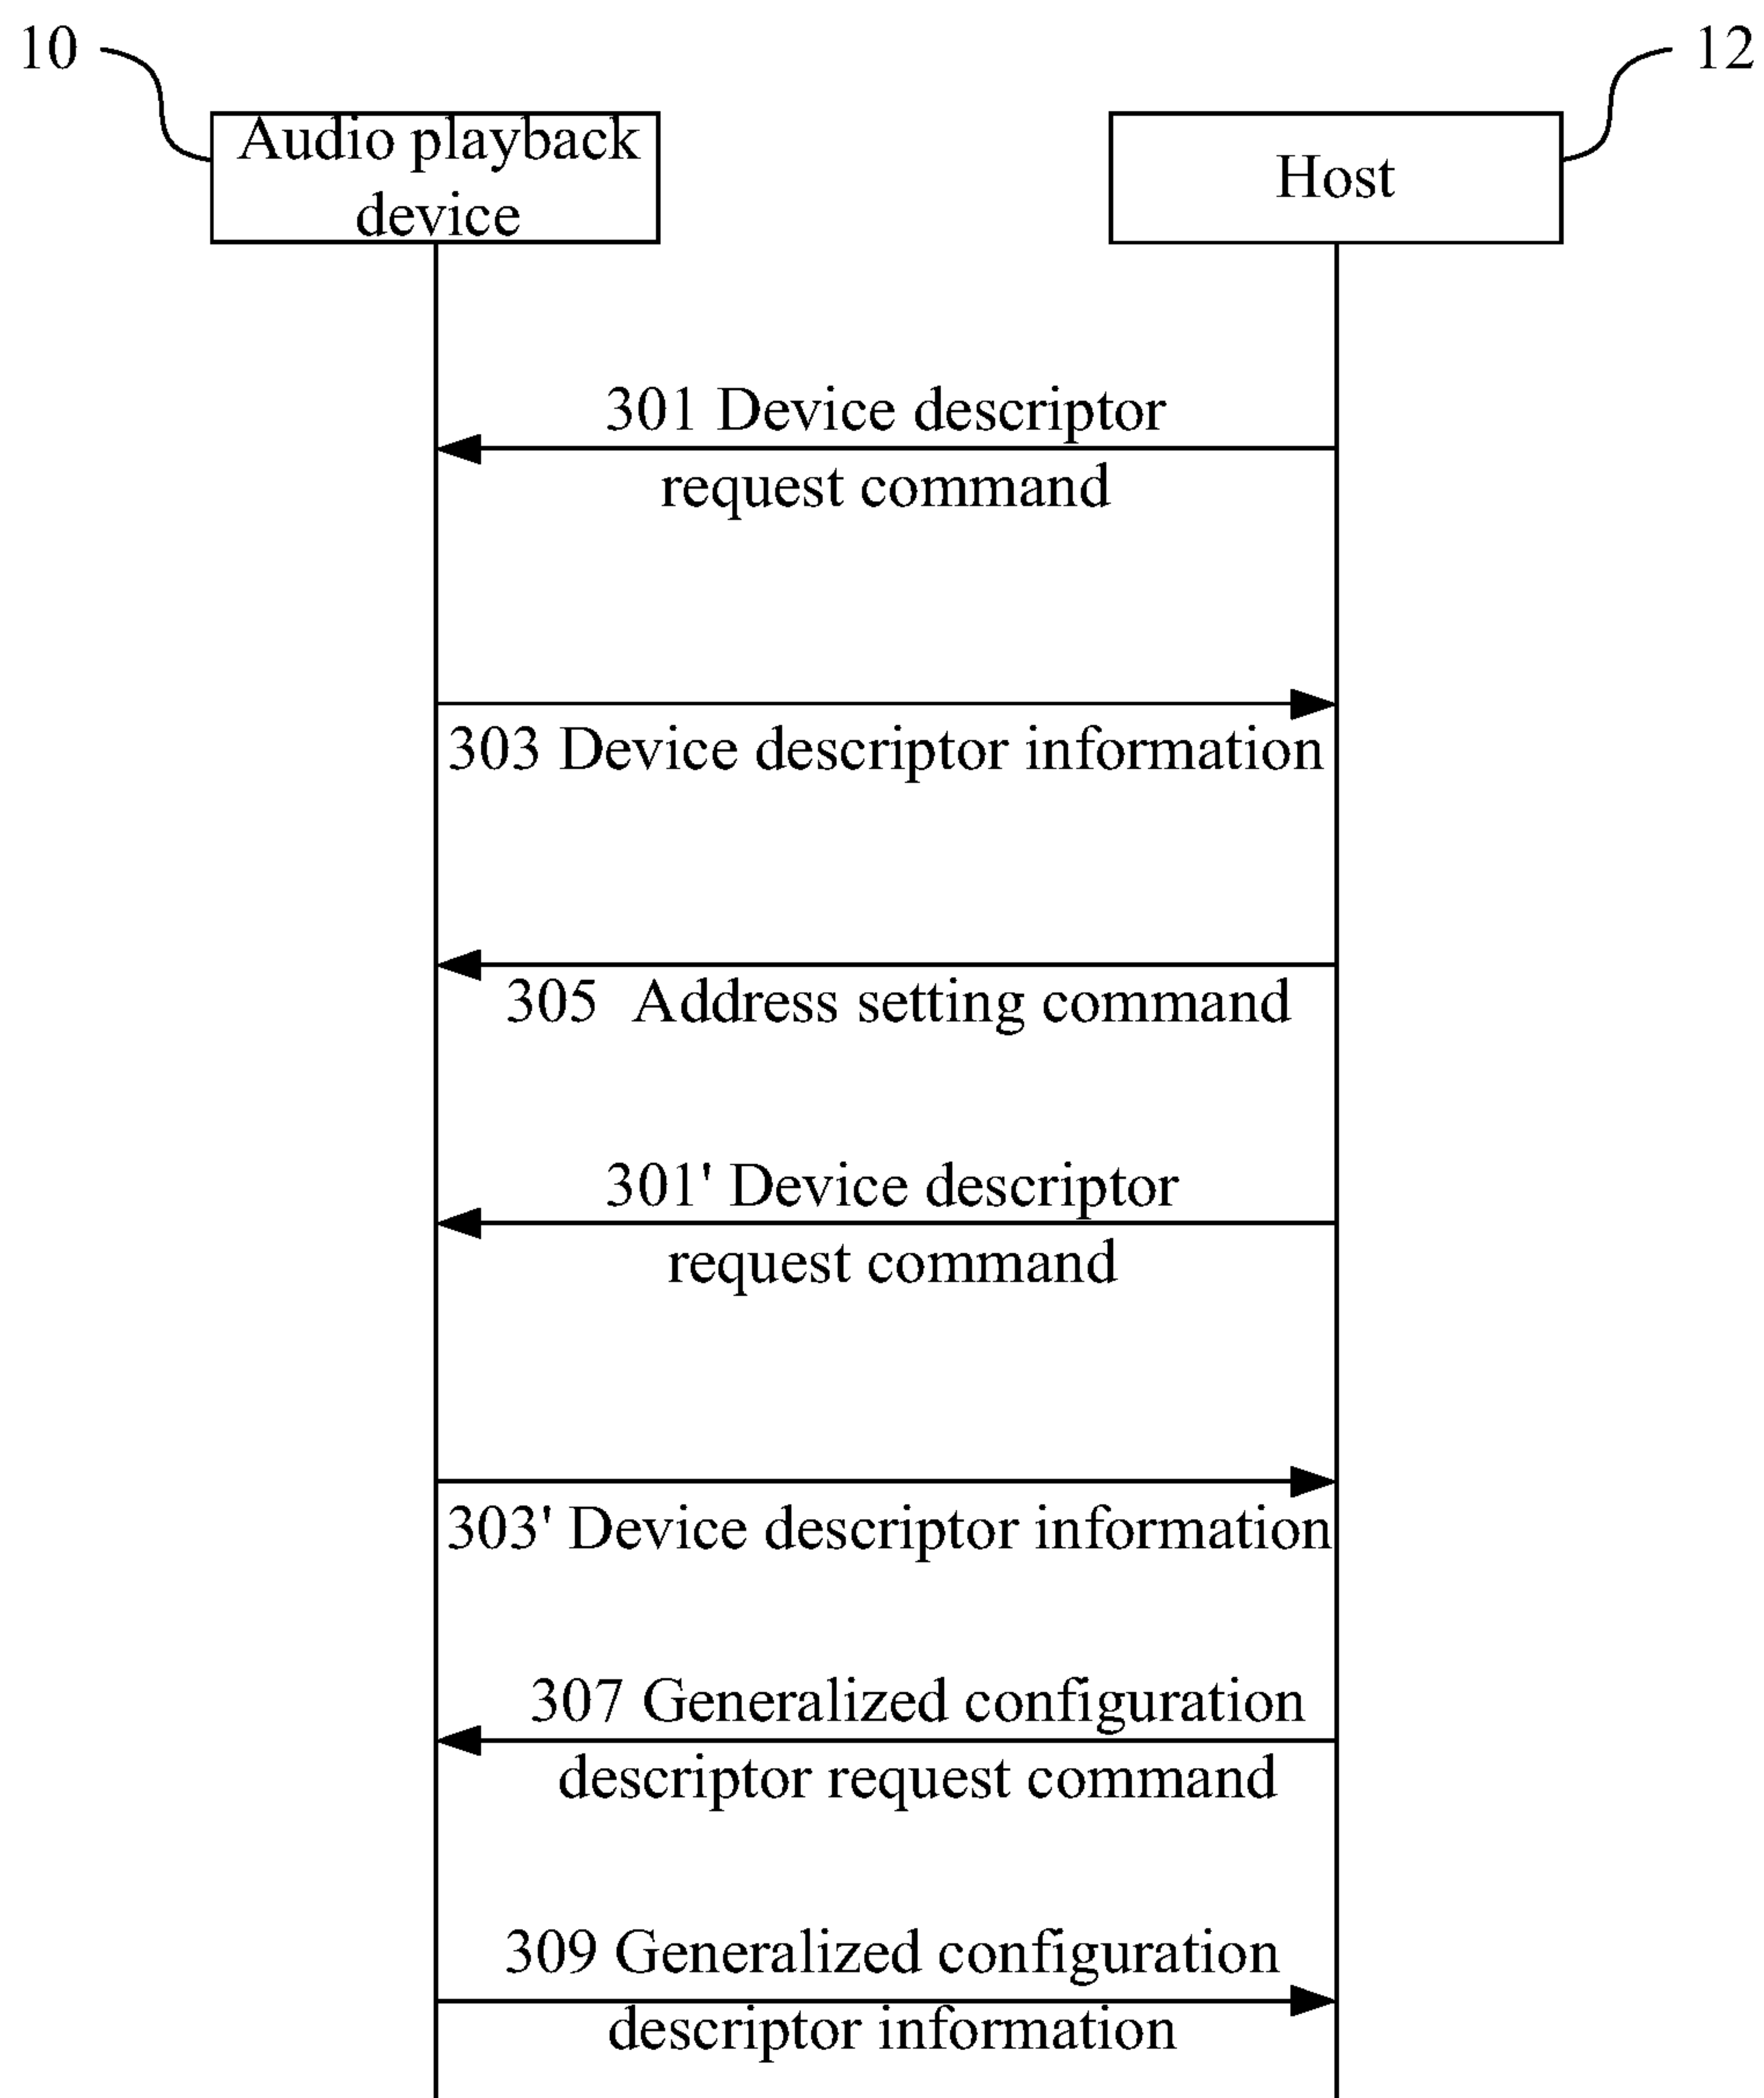 10
12
Audio playback
device
Host
301 Device descriptor
request command
303 Device descriptor information
305 Address setting command
301' Device descriptor
request command
303' Device descriptor information
307 Generalized configuration
descriptor request command
309 Generalized configuration
descriptor information